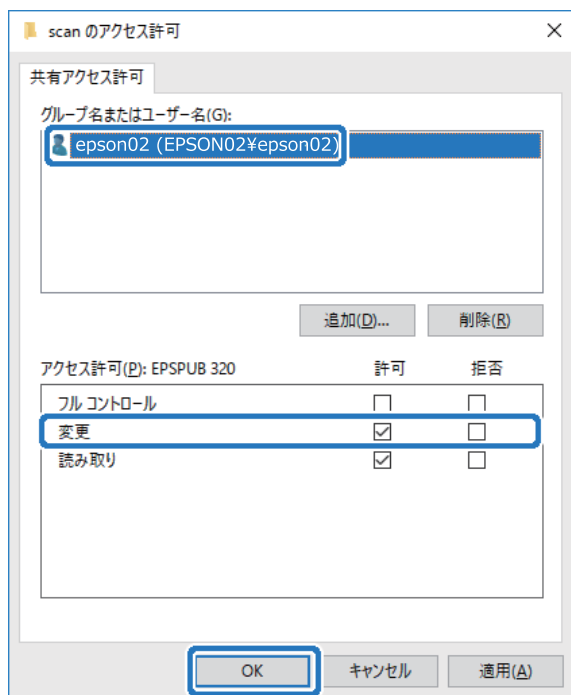 scan のアクセス許可
共有アクセス許可
グループ名またはユーザー名(G):
epson02 (EPSON02¥epson02)
追加(D)... 削除(R)
アクセス許可(P): EPSPUB 320 許可 拒否
フル コントロール
変更
読み取り
OK キャンセル 適用(A)